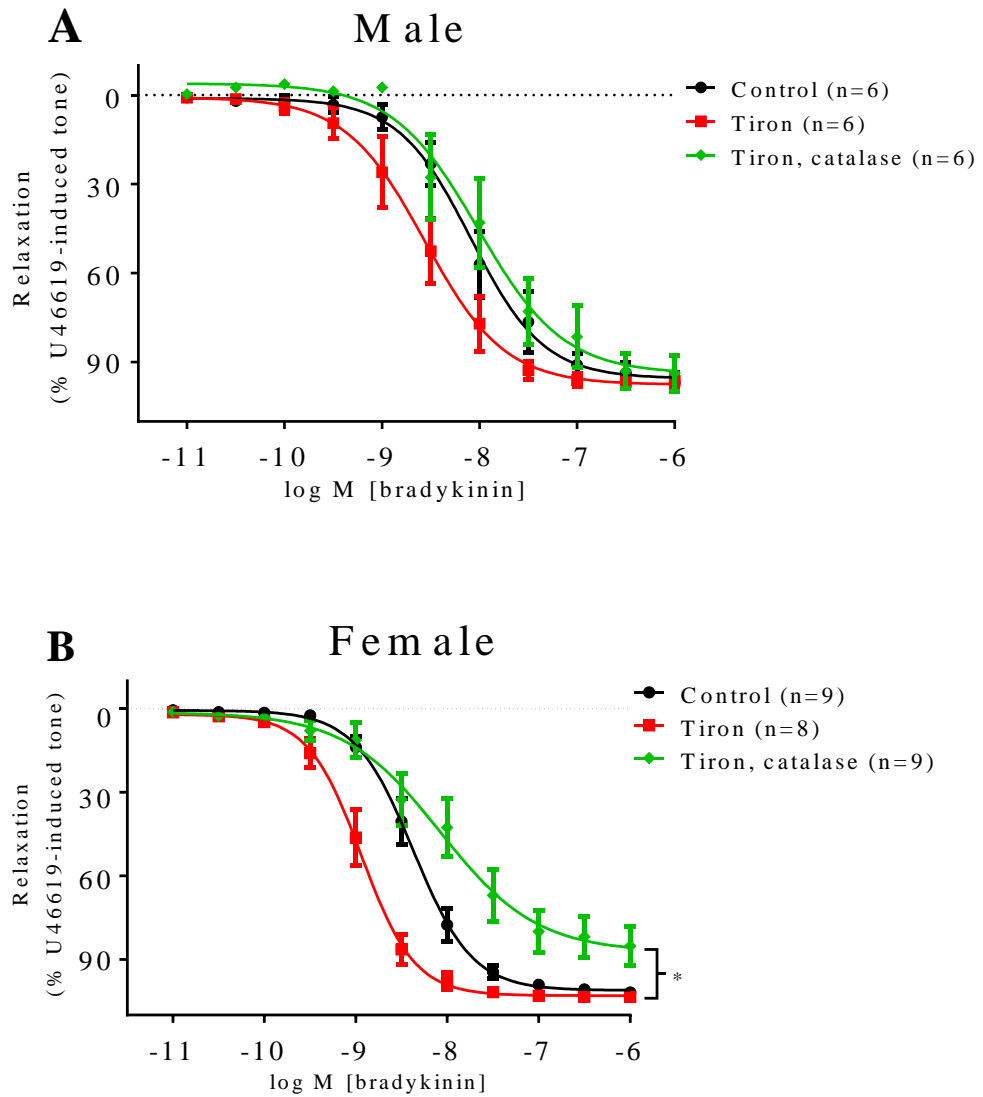 A
Male
Relaxation
(% U46619-induced tone)
0
30
60
90
-11 -10 -9 -8 -7 -6
log M [bradykinin]
Control (n=6)
Tiron (n=6)
Tiron, catalase (n=6)
B
Female
Relaxation
(% U46619-induced tone)
0
30
60
90
-11 -10 -9 -8 -7 -6
log M [bradykinin]
Control (n=9)
Tiron (n=8)
Tiron, catalase (n=9)
*